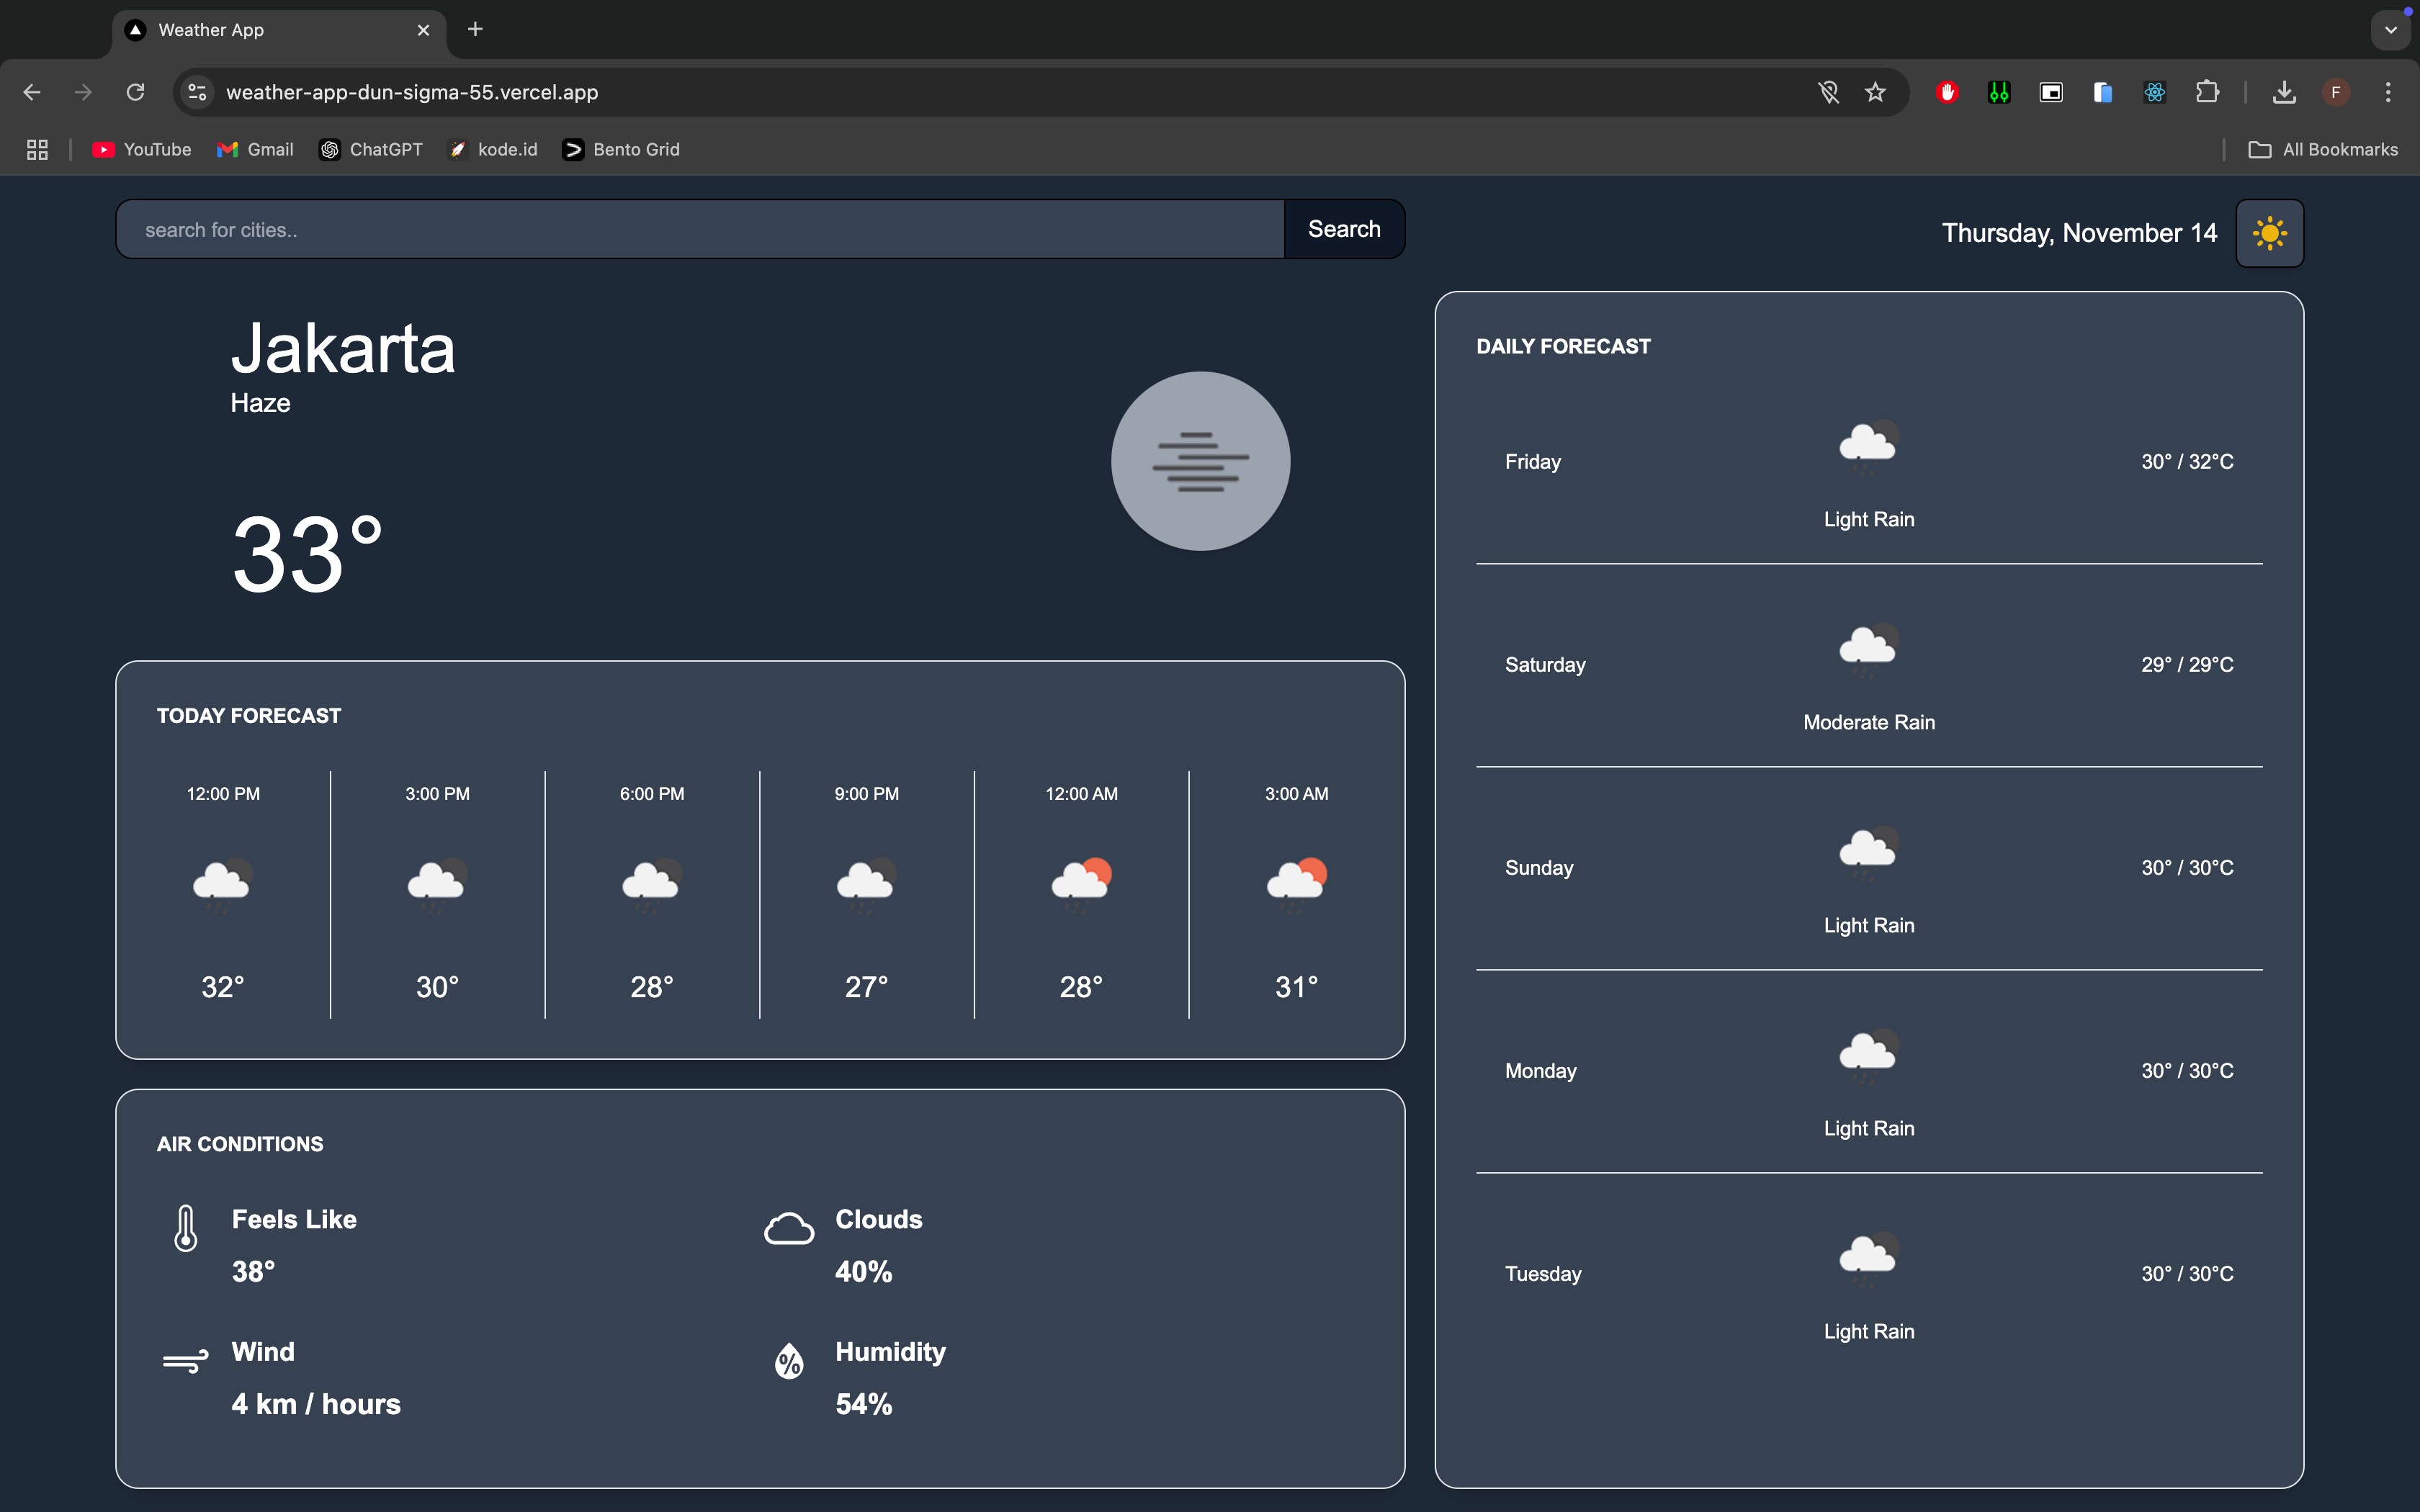 Weather App
weather-app-dun-sigma-55.vercel.app
F
YouTube
Gmail
ChatGPT
kode.id
Bento Grid
All Bookmarks
search for cities..
Search
Thursday, November 14
Jakarta
Haze
33°
TODAY FORECAST
12:00 PM
3:00 PM
6:00 PM
9:00 PM
12:00 AM
3:00 AM
32°
30°
28°
27°
28°
31°
AIR CONDITIONS
Feels Like
38°
Clouds
40%
Wind
4 km / hours
%
Humidity
54%
DAILY FORECAST
Friday
Light Rain
30° / 32°C
Saturday
Moderate Rain
29° / 29°C
Sunday
Light Rain
30° / 30°C
Monday
Light Rain
30° / 30°C
Tuesday
Light Rain
30° / 30°C